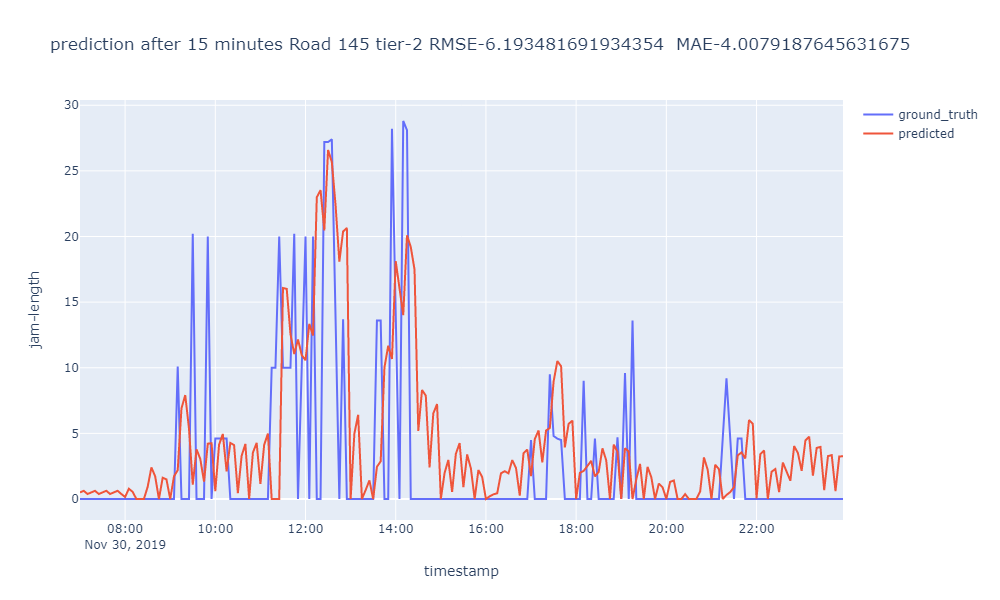 prediction after 15 minutes Road 145 tier-2 RMSE-6.193481691934354  MAE-4.0079187645631675
ground_truth
predicted
30
25
20
15
10
5
0
jam-length
08:00 10:00 12:00 14:00 16:00 18:00 20:00 22:00
Nov 30, 2019
timestamp